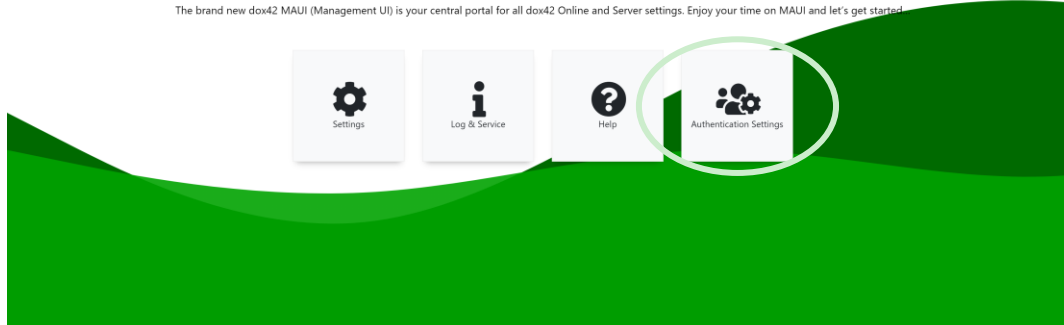 The brand new dox42 MAUI (Management UI) is your central portal for all dox42 Online and Server settings. Enjoy your time on MAUI and let's get started
Settings
Log & Service
Help
Authentication Settings